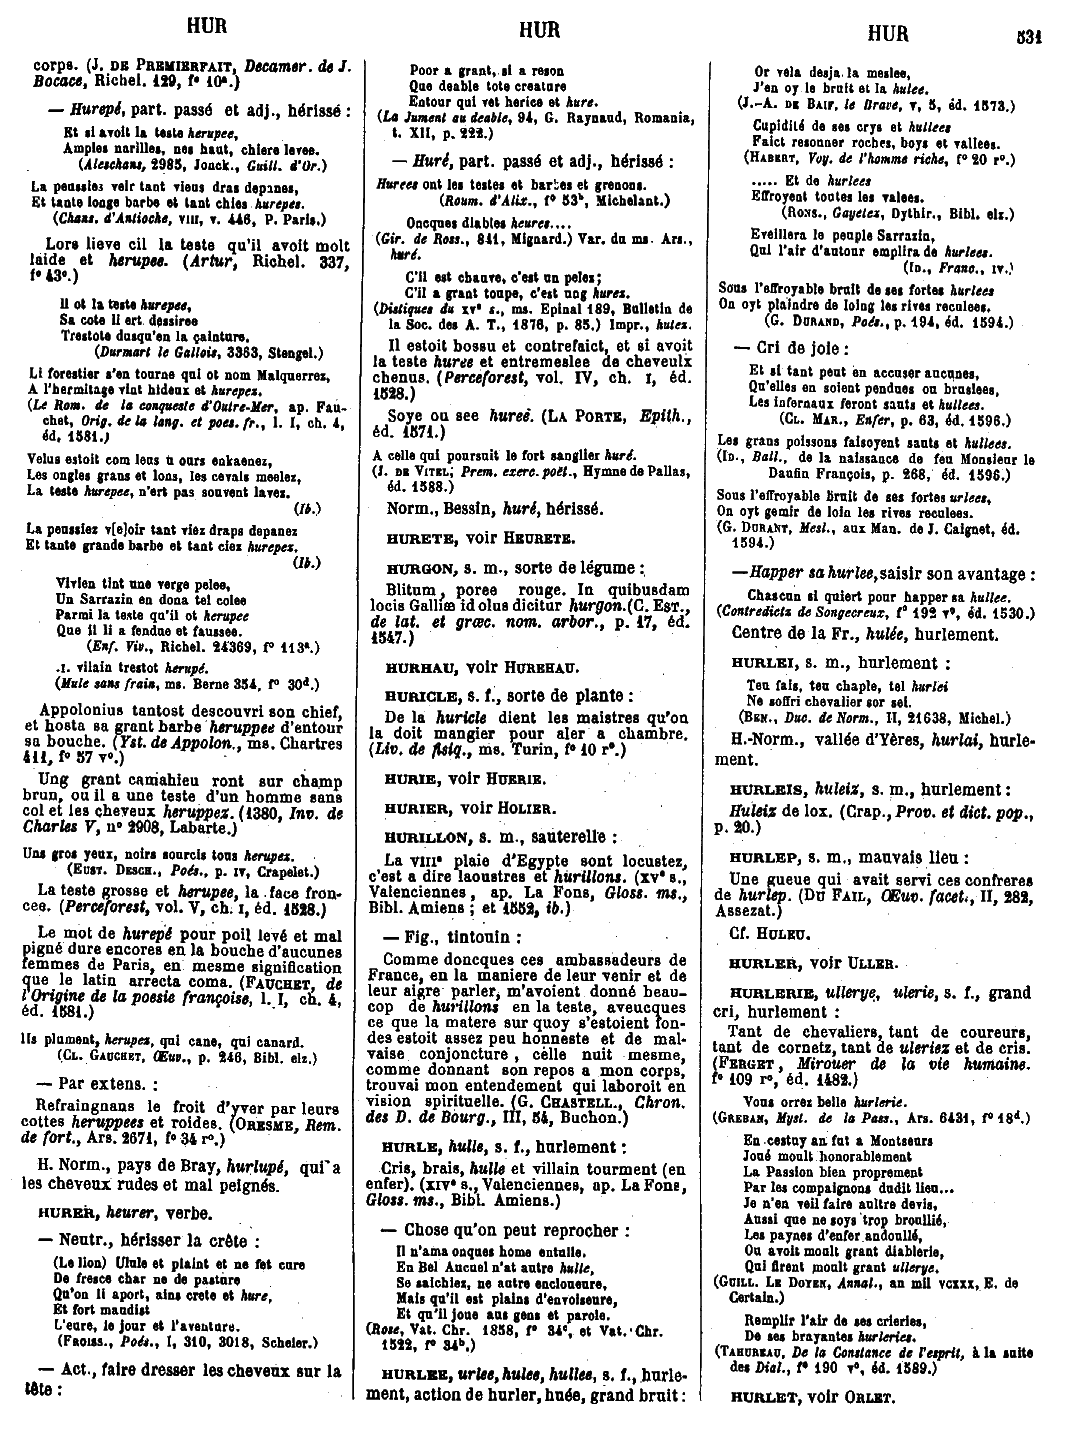 HUR
HUR
HUR
531
corps. (J. DE PREMIERFAIT, Decamer. de J.
Bocace, Richel. 129, fº 10ª.)
— Hurepé, part. passé et adj., hérissé :
Et si avoit la teste herupee,
Amples narilles, nes haut, chiere levee.
(Aleschans, 2985, Jonck., Guill. d'Or.)
La peussies veir tant viens dras depanes,
Et tante longe barbe et tant chies hurepes.
(Chans. d'Antioche, VIII, v. 446, P. Paris.)
Lors lieve cil la teste qu'il avoit molt
laide et herupee. (Artur, Richel. 337,
fº 43ᶜ.)
Il ot la teste hurepee,
Sa cote li ert dessiree
Trestote dusqu'en la çainture.
(Durmart le Gallois, 3363, Stengel.)
Li forestier s'en tourne qui ot nom Malquerrez,
A l'hermitage vint hideux et hurepez.
(Le Rom. de la conqueste d'Outre-Mer, ap. Fau-
chet, Orig. de la lang. et poes. fr., l. I, ch. 4,
éd. 1581.)
Velus estoit com leus u ours enkaenez,
Les ongles grans et lons, les cevais meelez,
La teste hurepee, n'ert pas souvent lavez.
(Ib.)
La peussiez v[e]oir tant viez draps depanez
Et tante grande barbe et tant ciez hurepez.
(Ib.)
Vivien tint une verge pelee,
Un Sarrazin en dona tel colee
Parmi la teste qu'il ot herupee
Que il li a fendue et faussee.
(Enf. Viv., Richel. 24369, fº 113ª.)
.I. vilain trestot herupé.
(Mule sans frain, ms. Berne 354, fº 30ᵈ.)
Appolonius tantost descouvri son chief,
et hosta sa grant barbe heruppee d'entour
sa bouche. (Yst. de Appolon., ms. Chartres
411, fº 57 vº.)
Ung grant camahieu ront sur champ
brun, ou il a une teste d'un homme sans
col et les cheveux heruppez. (1380, Inv. de
Charles V, nº 2908, Labarte.)
Uns gros yeux, noirs sourcis tous herupez.
(EUST. DESCH., Poés., p. IV, Crapelet.)
La teste grosse et herupee, la face fron-
cee. (Perceforest, vol. V, ch. I, éd. 1528.)
Le mot de hurepé pour poil levé et mal
pigné dure encores en la bouche d'aucunes
femmes de Paris, en mesme signification
que le latin arrecta coma. (FAUCHET, de
l'Origine de la poesie françoise, l. I, ch. 4,
éd. 1581.)
Ils plument, herupez, qui cane, qui canard.
(CL. GAUCHET, Œuv., p. 246, Bibl. elz.)
— Par extens. :
Refraingnans le froit d'yver par leurs
cottes heruppees et roides. (ORESME, Rem.
de fort., Ars. 2671, fº 34 rº.)
H. Norm., pays de Bray, hurlupé, qui a
les cheveux rudes et mal peignés.
HURER, heurer, verbe.
— Neutr., hérisser la crête :
(Le lion) Ulule et plaint et ne fet cure
De fresce char ne de pasture
Qu'on li aport, ains crete et hure,
Et fort maudist
L'eure, le jour et l'aventure.
(FROISS., Poés., I, 310, 3018, Scheler.)
— Act., faire dresser les cheveux sur la
tête :
Poor a grant, si a reson
Que deable tote creature
Entour qui vet herice et hure.
(La Jument au deable, 94, G. Raynaud, Romania,
t. XII, p. 222.)
— Huré, part. passé et adj., hérissé :
Hurees ont les testes et barbes et grenons.
(Roum. d'Alix., fº 53ᵇ, Michelant.)
Oncques diables heures....
(Gir. de Ross., 841, Mignard.) Var. du ms. Ars.,
huré.
C'il est chauve, c'est un pelez;
C'il a grant toupe, c'est ung hurez.
(Distiques du XVᵉ s., ms. Epinal 189, Bulletin de
la Soc. des A. T., 1876, p. 85.) Impr., hutez.
Il estoit bossu et contrefaict, et si avoit
la teste huree et entremeslee de cheveulx
chenus. (Perceforest, vol. IV, ch. I, éd.
1528.)
Soye ou see hureé. (LA PORTE, Epith.,
éd. 1571.)
A celle qui poursuit le fort sanglier huré.
(J. DE VITEL, Prem. exerc. poét., Hymne de Pallas,
éd. 1588.)
Norm., Bessin, huré, hérissé.
HURETE, voir HEURETE.
HURGON, s. m., sorte de légume :
Blitum, poree rouge. In quibusdam
locis Galliæ id olus dicitur hurgon. (C. EST.,
de lat. et græc. nom. arbor., p. 17, éd.
1547.)
HURHAU, voir HUREHAU.
HURICLE, s. f., sorte de plante :
De la huricle dient les maistres qu'on
la doit mangier pour aler a chambre.
(Liv. de fisiq., ms. Turin, fº 10 rº.)
HURIE, voir HUERIE.
HURIER, voir HOLIER.
HURILLON, s. m., sauterelle :
La VIIIᵉ plaie d'Egypte sont locustez,
c'est a dire laoustres et hurillons. (XVᵉ s.,
Valenciennes, ap. La Fons, Gloss. ms.,
Bibl. Amiens ; et 1552, ib.)
— Fig., tintouin :
Comme doncques ces ambassadeurs de
France, en la maniere de leur venir et de
leur aigre parler, m'avoient donné beau-
cop de hurillons en la teste, aveucques
ce que la matere sur quoy s'estoient fon-
des estoit assez peu honneste et de mal-
vaise conjoncture, celle nuit mesme,
comme donnant son repos a mon corps,
trouvai mon entendement qui laboroit en
vision spirituelle. (G. CHASTELL., Chron.
des D. de Bourg., III, 54, Buchon.)
HURLE, hulle, s. f., hurlement :
Cris, brais, hulle et villain tourment (en
enfer). (XIVᵉ s., Valenciennes, ap. La Fons,
Gloss. ms., Bibl. Amiens.)
— Chose qu'on peut reprocher :
Il n'ama onques home entulle.
En Bel Accueil n'at autre hulle,
Se saichiez, ne autre encloueure,
Mais qu'il est plains d'envoiseure,
Et qu'il joue aus gens et parole.
(Rose, Vat. Chr. 1858, fº 34ᶜ, et Vat. Chr.
1522, fº 34ᵇ.)
HURLEE, urlee, hulee, hullee, s. f., hurle-
ment, action de hurler, huée, grand bruit :
Or vela desja la meslee,
J'en oy le bruit et la hulee.
(J.-A. DE BAIF, le Brave, V, 5, éd. 1573.)
Cupidité de ses crys et hullees
Faict resonner roches, boys et vallees.
(HABERT, Voy. de l'homme riche, fº 20 rº.)
..... Et de hurlees
Effroyent toutes les valees.
(RONS., Gayetez, Dythir., Bibl. elz.)
Eveillera le peuple Sarrazin,
Qui l'air d'autour emplira de hurlees.
(ID., Franc., IV.)
Sous l'effroyable bruit de ses fortes hurlees
On oyt plaindre de loing les rives reculees.
(G. DURAND, Poés., p. 194, éd. 1594.)
— Cri de joie :
Et si tant peut en accuser aucunes,
Qu'elles en soient pendues ou bruslees,
Les infernaux feront sauts et hullees.
(CL. MAR., Enfer, p. 63, éd. 1596.)
Les grans poissons faisoyent sauts et hullees.
(ID., Ball., de la naissance de feu Monsieur le
Daufin François, p. 268, éd. 1596.)
Sous l'effroyable bruit de ses fortes urlees,
On oyt gemir de loin les rives reculees.
(G. DURANT, Mesl., aux Man. de J. Caignet, éd.
1594.)
— Happer sa hurlee, saisir son avantage :
Chascun si quiert pour happer sa hullee.
(Contredietz de Songecreux, fº 192 vº, éd. 1530.)
Centre de la Fr., hulée, hurlement.
HURLEI, s. m., hurlement :
Teu fais, teu chaple, tel hurlei
Ne soffri chevalier sor sei.
(BEN., Duc. de Norm., II, 21638, Michel.)
H.-Norm., vallée d'Yères, hurlai, hurle-
ment.
HURLEIS, huleiz, s. m., hurlement :
Huleiz de lox. (Crap., Prov. et dict. pop.,
p. 20.)
HURLEP, s. m., mauvais lieu :
Une gueue qui avait servi ces confreres
de hurlep. (DU FAIL, Œuv. facet., II, 282,
Assezat.)
Cf. HULEU.
HURLER, voir ULLER.
HURLERIE, ullerye, ulerie, s. f., grand
cri, hurlement :
Tant de chevaliers, tant de coureurs,
tant de cornetz, tant de uleriez et de cris.
(FERGET, Mirouer de la vie humaine.
fº 109 rº, éd. 1482.)
Vous orrez belle hurlerie.
(GREBAN, Myst. de la Pass., Ars. 6431, fº 18ᵈ.)
En cestuy an fut a Montseurs
Joué moult honorablement
La Passion bien proprement
Par les compaignons dudit lieu...
Je n'en veil faire aultre devis,
Aussi que ne soys trop brouillié,
Les paynes d'enfer andoullé,
Ou avoit moult grant diablerie,
Qui firent moult grant ullerye.
(GUILL. LE DOYEN, Annal., an mil VCXXX, E. de
Certain.)
Remplir l'air de ses crieries,
De ses brayantes hurleries.
(TAHUREAU, De la Constance de l'esprit, à la suite
des Dial., fº 190 vº, éd. 1589.)
HURLET, voir ORLET.